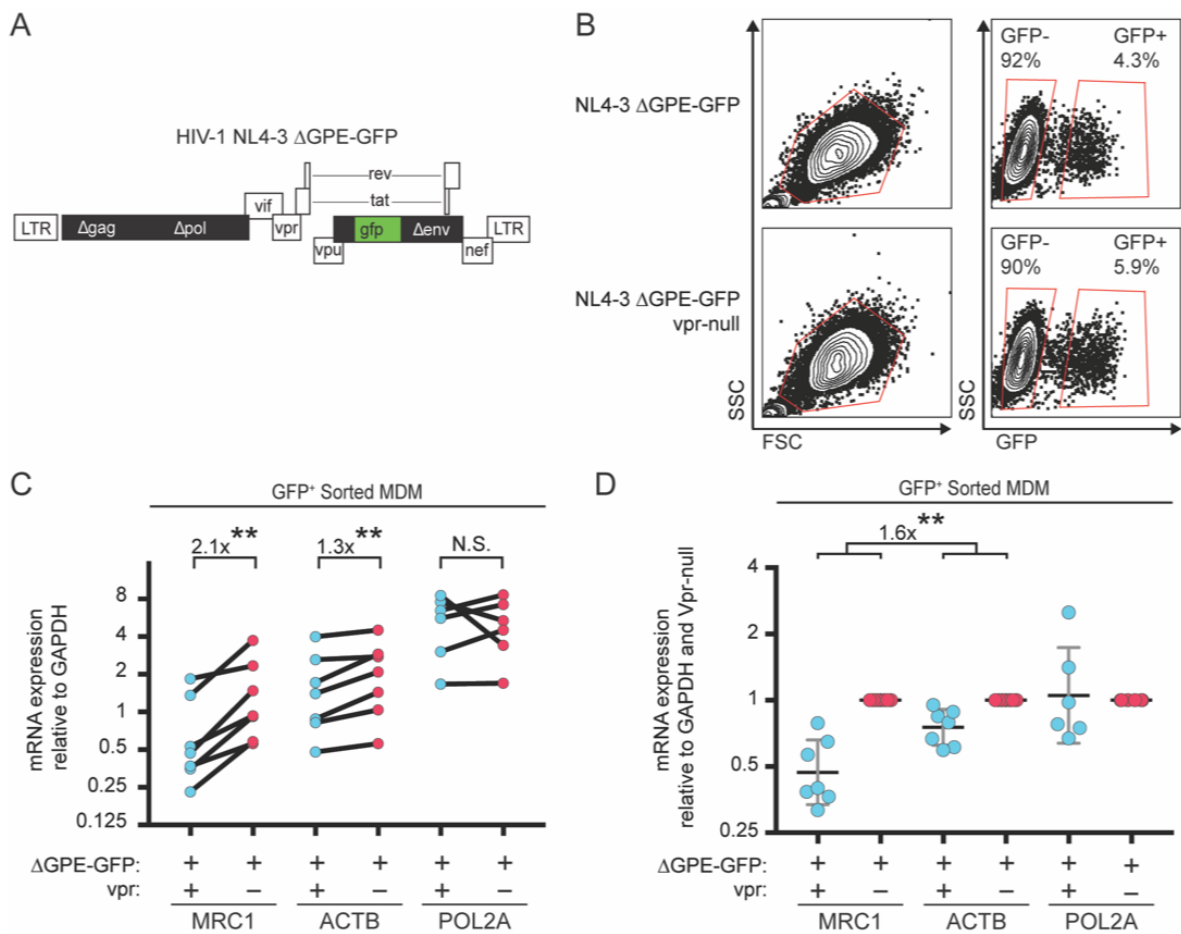 A
HIV-1 NL4-3 ΔGPE-GFP
rev
tat
vif
LTR
Δgag
Δpol
vpr
gfp
Δenv
LTR
vpu
nef
B
NL4-3 ΔGPE-GFP
GFP-
92%
GFP+
4.3%
NL4-3 ΔGPE-GFP
vpr-null
GFP-
90%
GFP+
5.9%
SSC
FSC
SSC
GFP
C
GFP+ Sorted MDM
2.1x **
1.3x **
N.S.
mRNA expression
relative to GAPDH
8
4
2
1
0.5
0.25
0.125
ΔGPE-GFP: + + + + + +
vpr: + – + – + –
MRC1 ACTB POL2A
D
GFP+ Sorted MDM
1.6x **
mRNA expression
relative to GAPDH and Vpr-null
4
2
1
0.5
0.25
ΔGPE-GFP: + + + + + +
vpr: + – + – + –
MRC1 ACTB POL2A